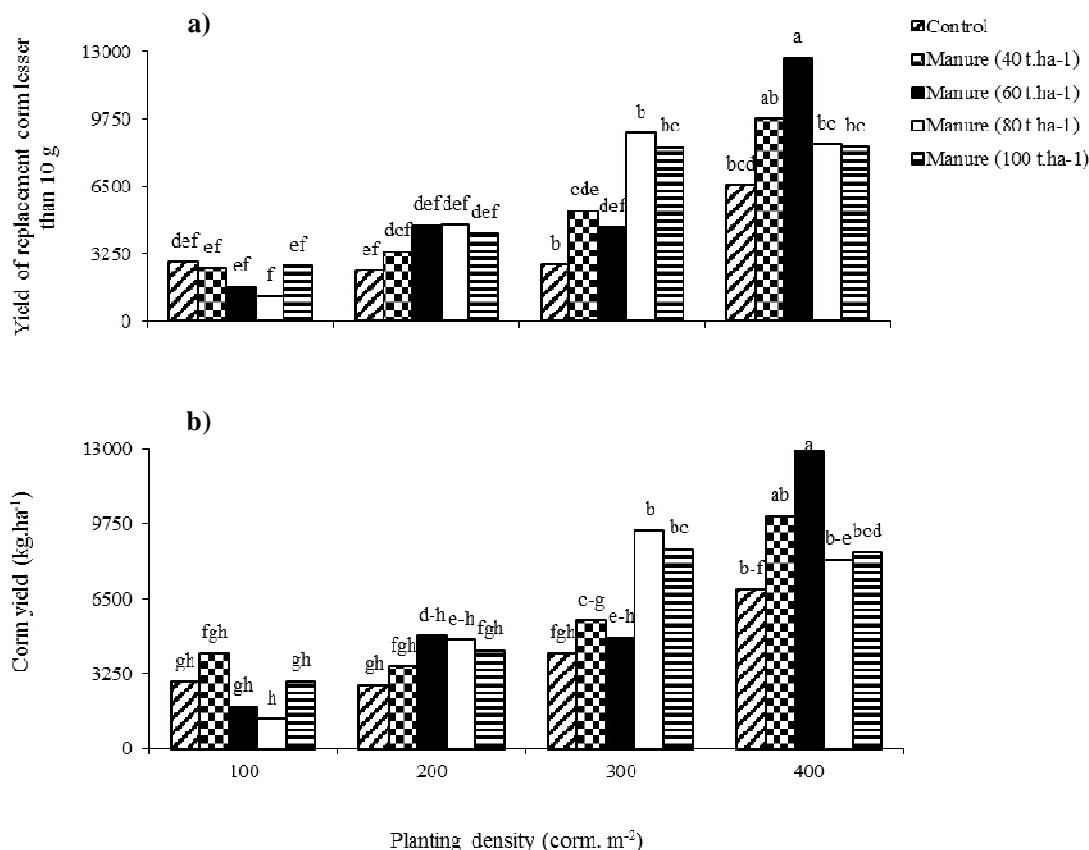 a)
Yield of replacement corm lesser
than 10 g
13000
9750
6500
3250
0
def ef ef f ef
ef def def def def
b cde def b bc
bcd ab a bc bc
Control
Manure (40 t.ha-1)
Manure (60 t.ha-1)
Manure (80 t.ha-1)
Manure (100 t.ha-1)
b)
Corm yield (kg.ha-1)
13000
9750
6500
3250
0
gh fgh gh h gh
gh fgh d-h e-h fgh
fgh c-g e-h b bc
b-f ab a b-e bcd
100 200 300 400
Planting density (corm. m-2)